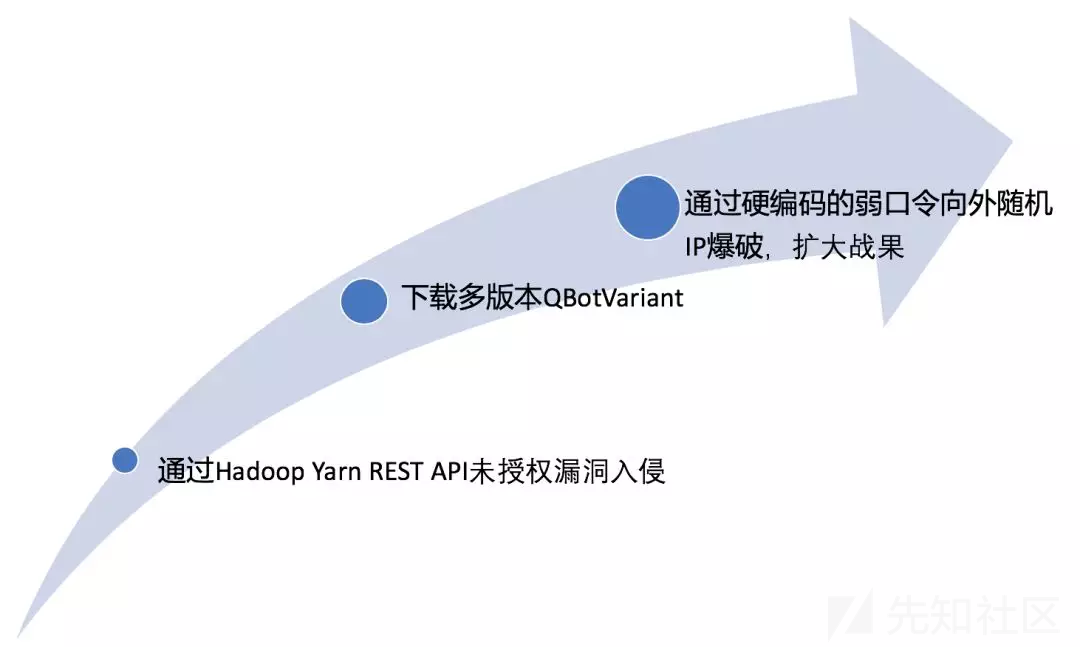 通过硬编码的弱口令向外随机
IP爆破，扩大战果
下载多版本QBotVariant
通过Hadoop Yarn REST API未授权漏洞入侵
先知社区